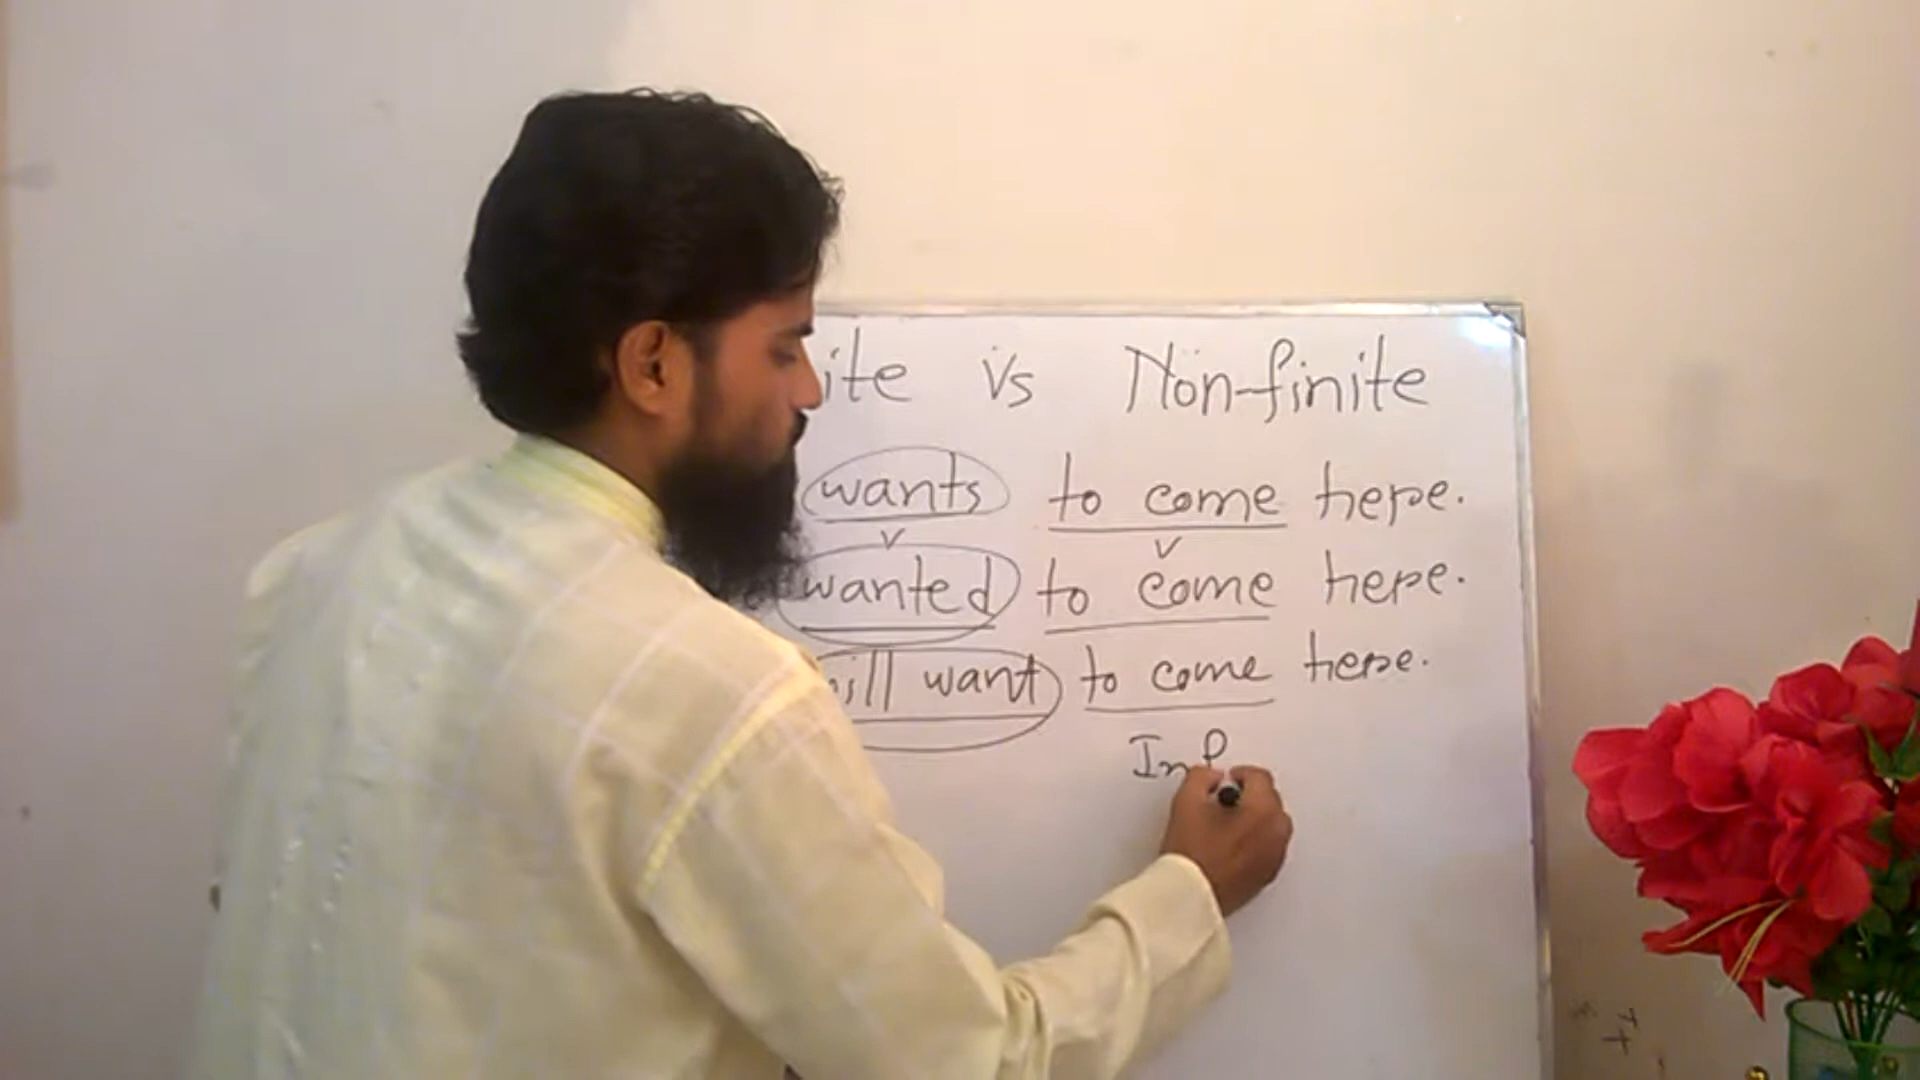 ite Vs Non-finite
wants to come here.
v v
wanted to come here.
ill want to come here.
Inf